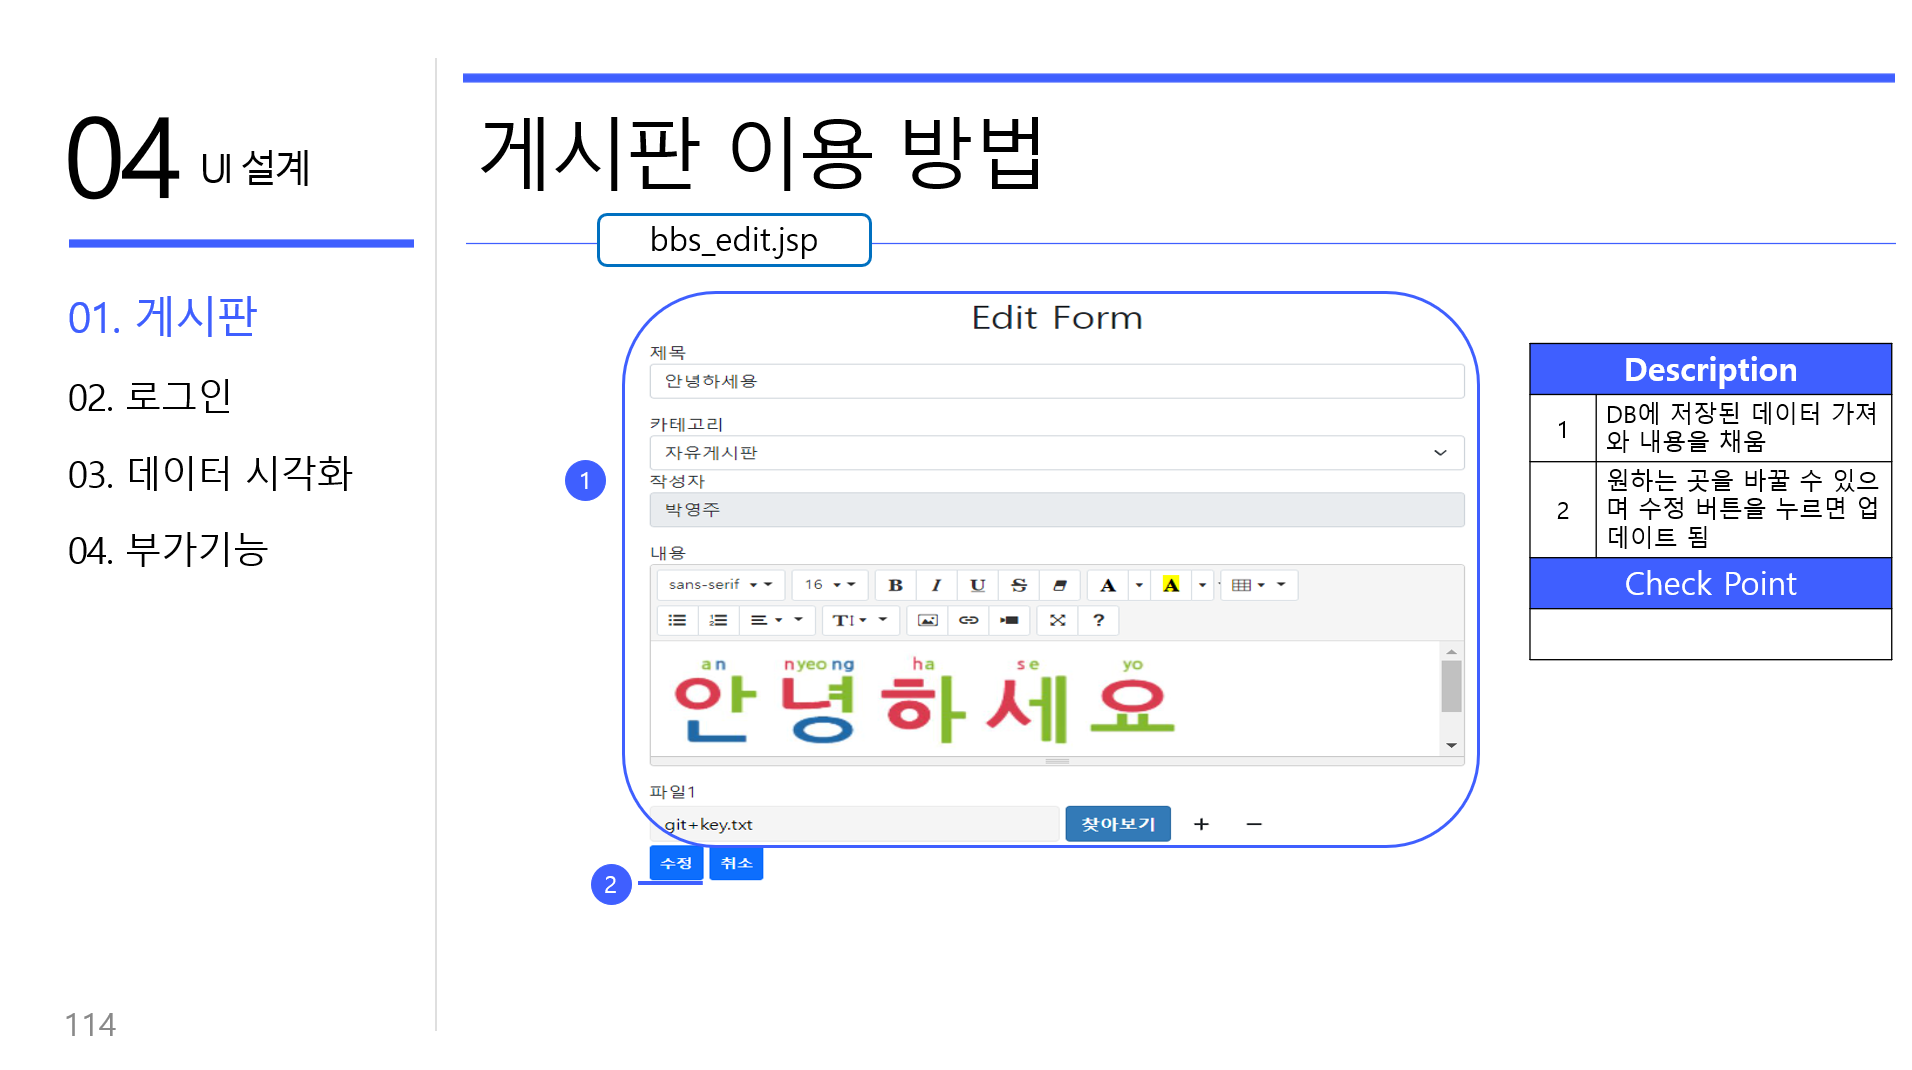 04 UI 설계
01. 게시판
02. 로그인
03. 데이터 시각화
04. 부가기능
114
게시판 이용 방법
bbs_edit.jsp
Edit Form
제목
안녕하세용
카테고리
자유게시판
작성자
박영주
내용
sans-serif 16 B I U S A A
TI ?
an nyeong ha se yo
안녕하세요
파일1
git+key.txt 찾아보기 + −
수정 취소
1
2
Description
1 DB에 저장된 데이터 가져
와 내용을 채움
2 원하는 곳을 바꿀 수 있으
며 수정 버튼을 누르면 업
데이트 됨
Check Point